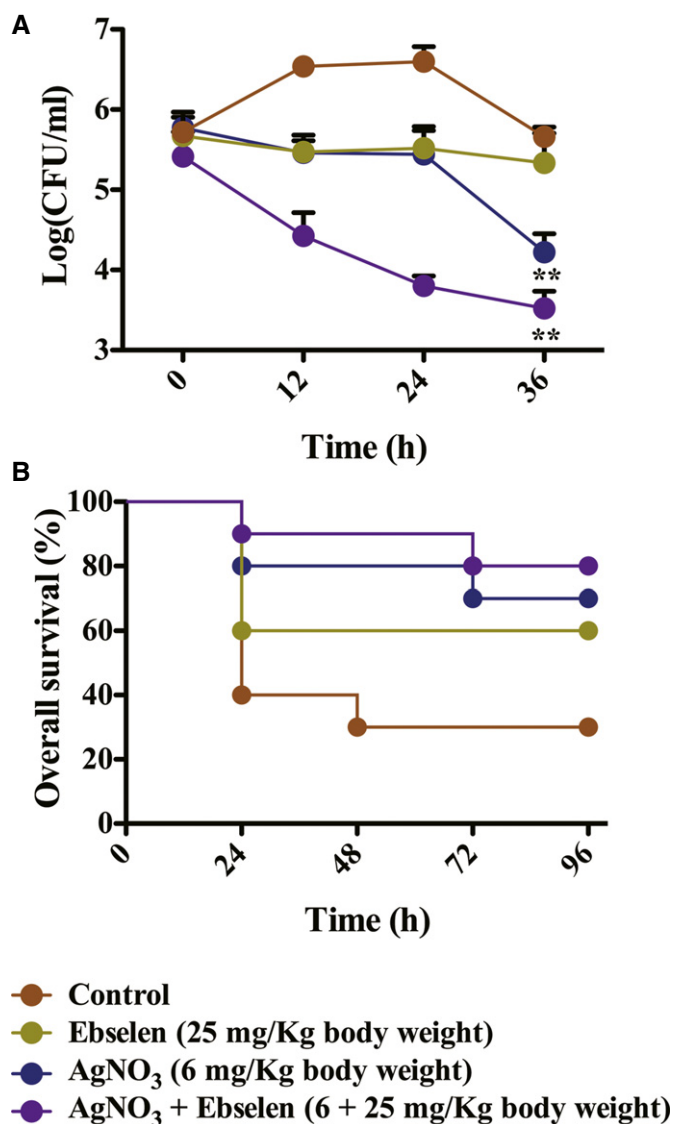 A
7
6
5
4
3
Log(CFU/ml)
**
**
0 12 24 36
Time (h)
B
100
80
60
40
20
0
Overall survival (%)
0 24 48 72 96
Time (h)
Control
Ebselen (25 mg/Kg body weight)
AgNO₃ (6 mg/Kg body weight)
AgNO₃ + Ebselen (6 + 25 mg/Kg body weight)